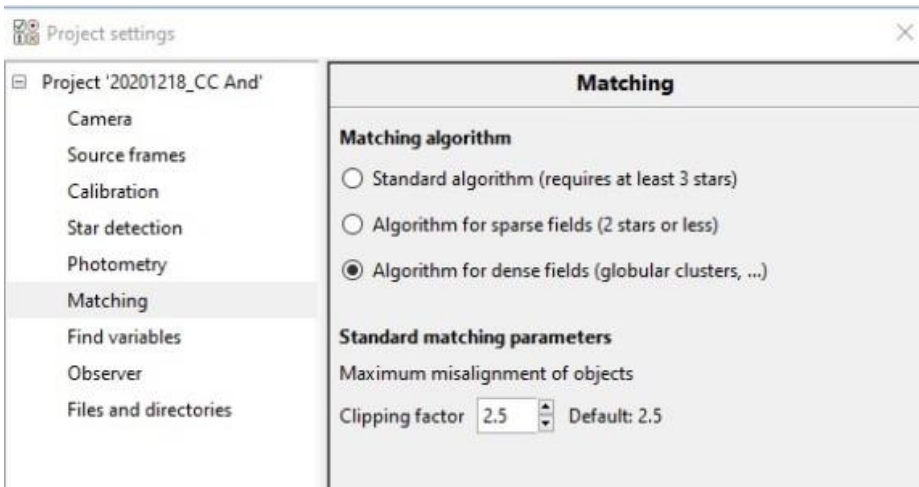 Project settings
Project '20201218_CC And'
Camera
Source frames
Calibration
Star detection
Photometry
Matching
Find variables
Observer
Files and directories
Matching
Matching algorithm
Standard algorithm (requires at least 3 stars)
Algorithm for sparse fields (2 stars or less)
Algorithm for dense fields (globular clusters, ...)
Standard matching parameters
Maximum misalignment of objects
Clipping factor 2.5 Default: 2.5